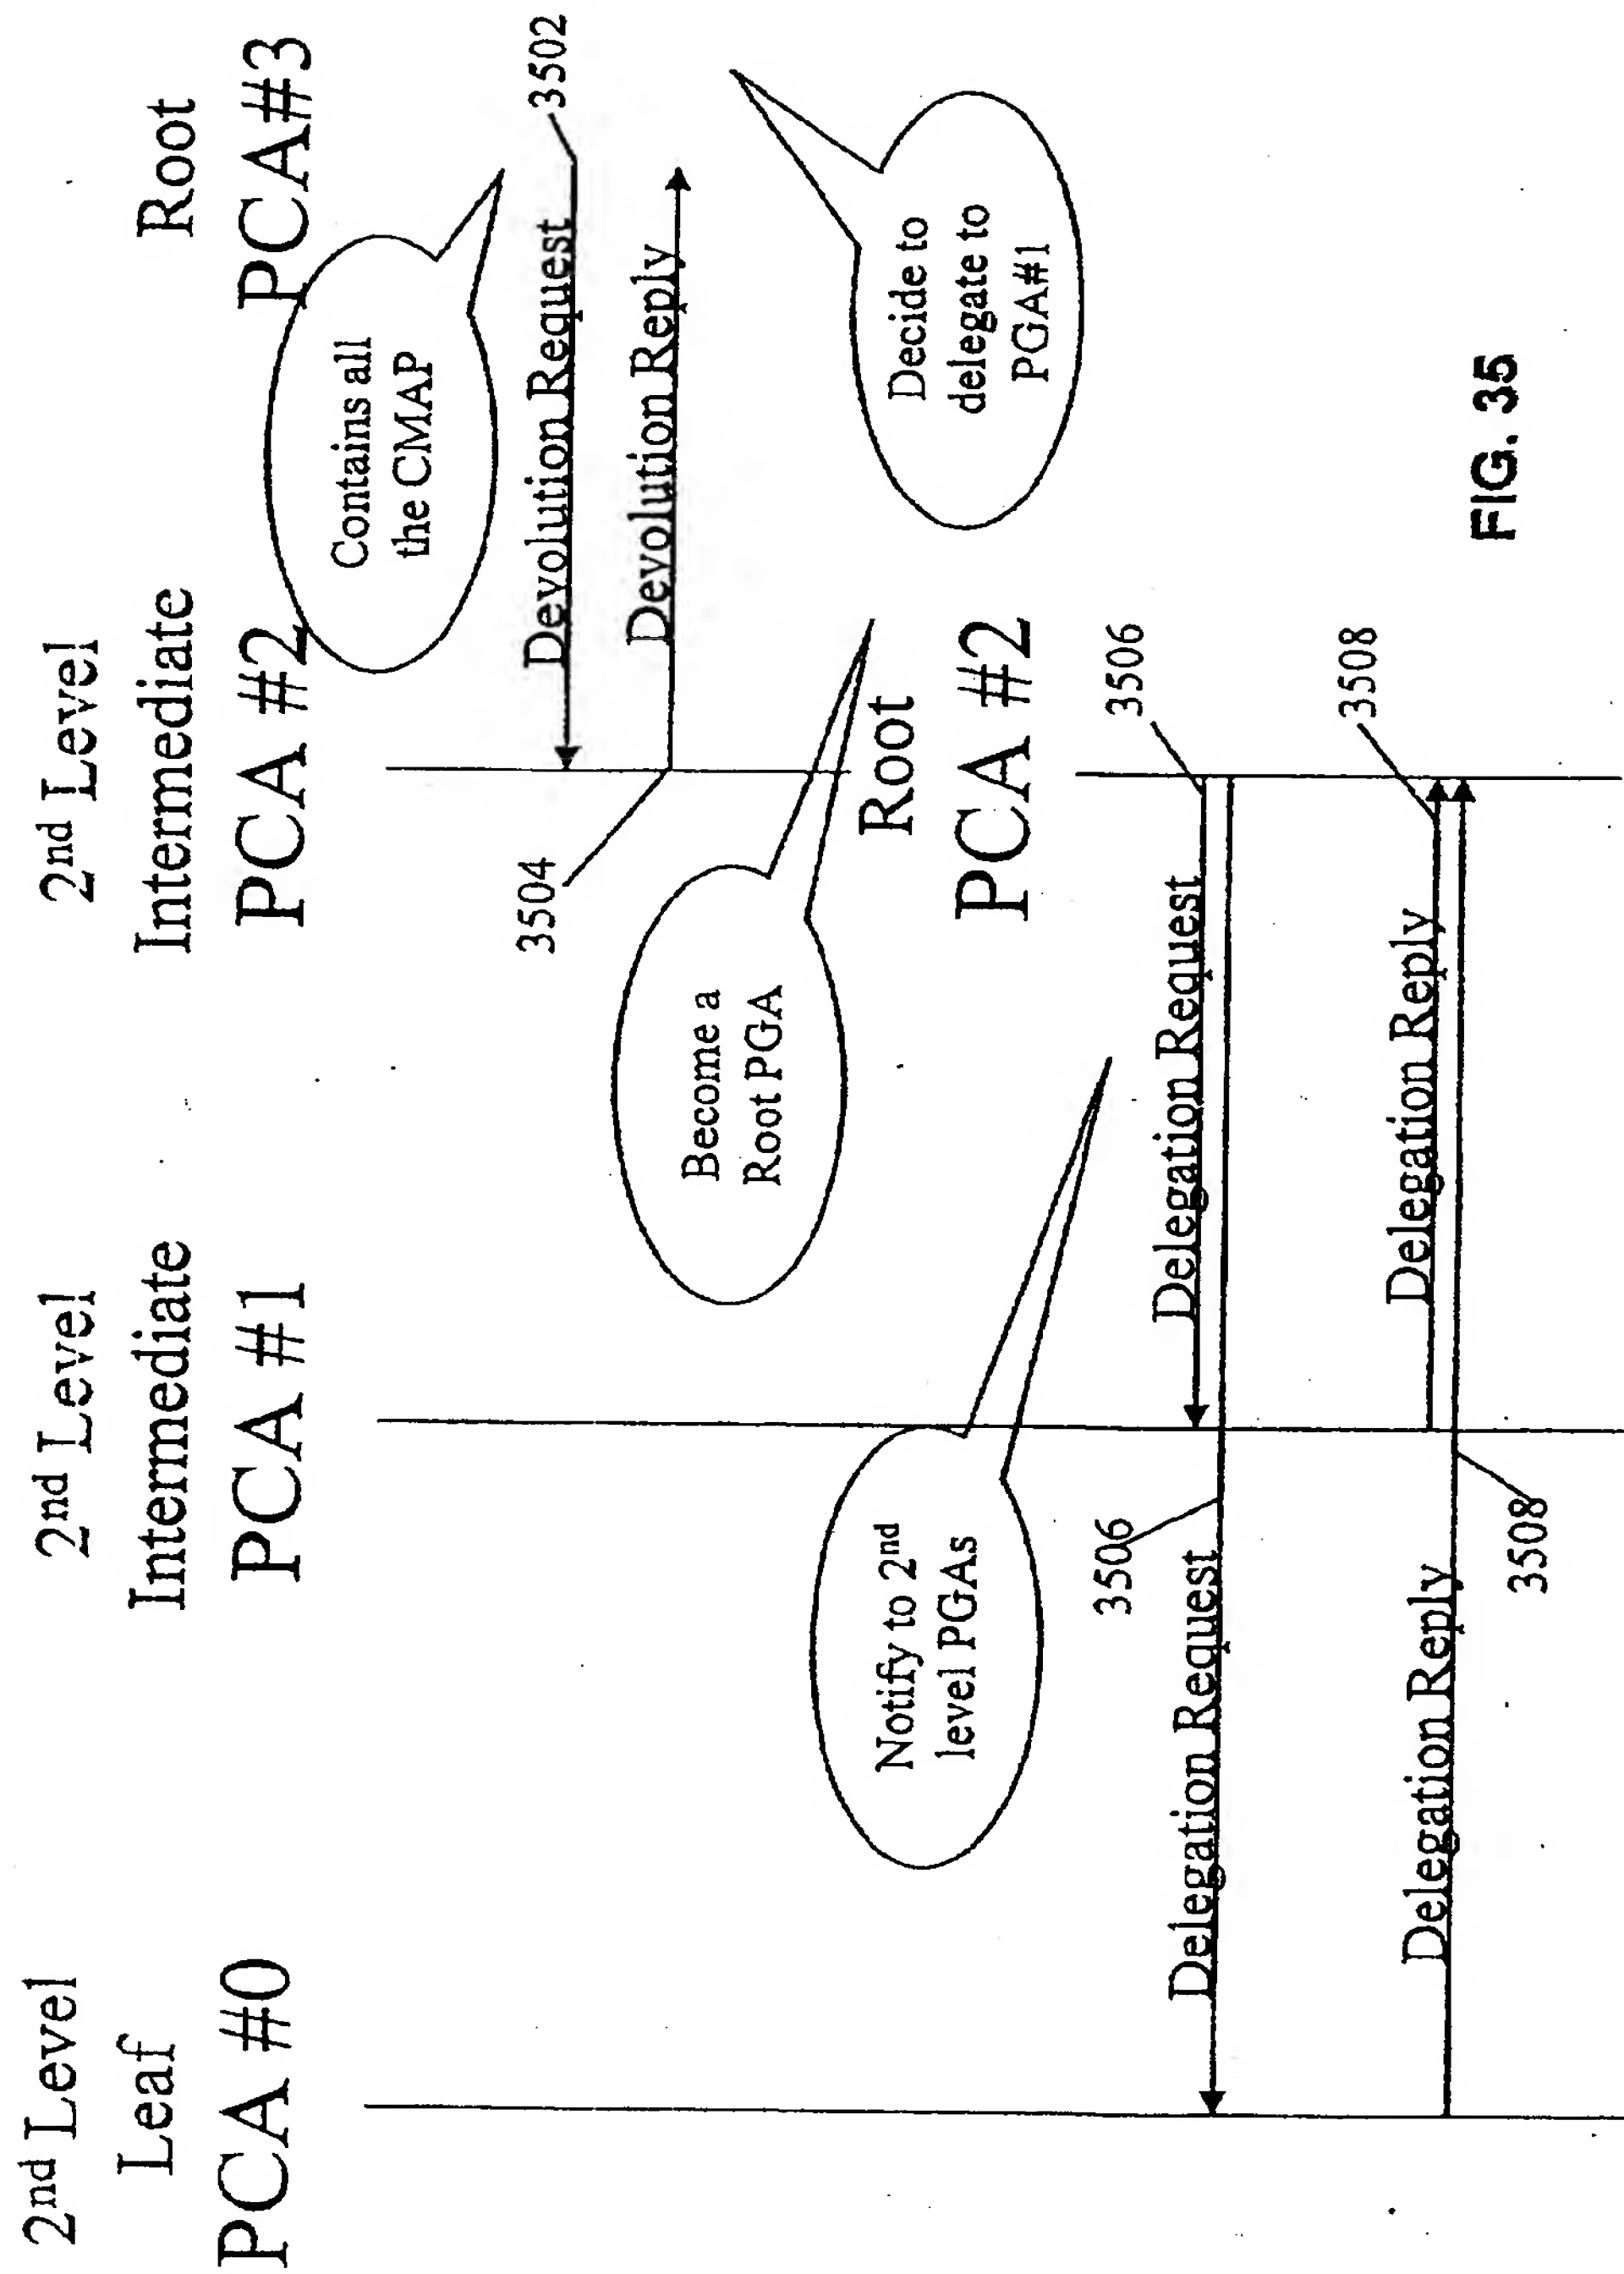 2nd Level
Leaf
PCA #0
2nd Level
Intermediate
PCA #1
2nd Level
Intermediate
PCA #2
Root
PCA#3
Contains all
the CMAP
3502
Devolution Request
Devolution Reply
3504
Decide to
delegate to
PGA#1
Become a
Root PGA
Root
PCA #2
Notify to 2nd
level PGAs
3506
Delegation Request
3506
Delegation Request
3508
Delegation Reply
Delegation Reply
3508
FIG. 35